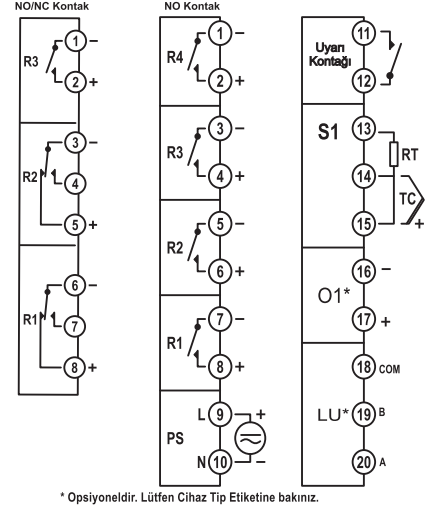 NO/NC Kontak
R3
1 −
2 +
R2
3 −
4
5 +
R1
6 −
7
8 +
NO Kontak
R4
1 −
2 +
R3
3 −
4 +
R2
5 −
6 +
R1
7 −
8 +
PS
L 9 +
N 10 −
Uyarı
Kontağı
11
12
S1
13
RT
14
TC
15 +
O1*
16 −
17 +
LU*
18 COM
19 B
20 A
* Opsiyoneldir. Lütfen Cihaz Tip Etiketine bakınız.